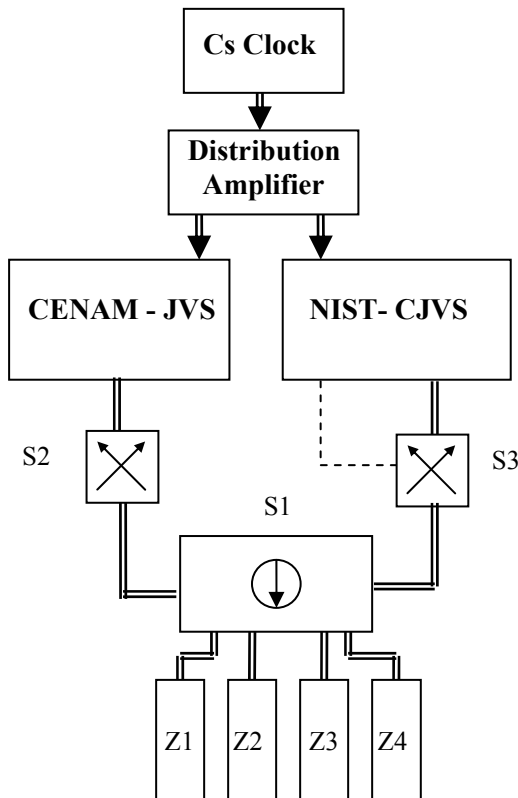 Cs Clock
Distribution
Amplifier
CENAM - JVS
NIST- CJVS
S2
S3
S1
Z1
Z2
Z3
Z4